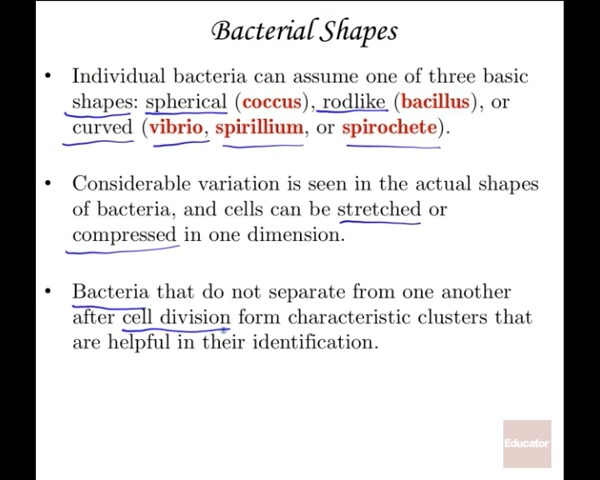 Bacterial Shapes
• Individual bacteria can assume one of three basic
shapes: spherical (coccus), rodlike (bacillus), or
curved (vibrio, spirillium, or spirochete).
• Considerable variation is seen in the actual shapes
of bacteria, and cells can be stretched or
compressed in one dimension.
• Bacteria that do not separate from one another
after cell division form characteristic clusters that
are helpful in their identification.
Educator